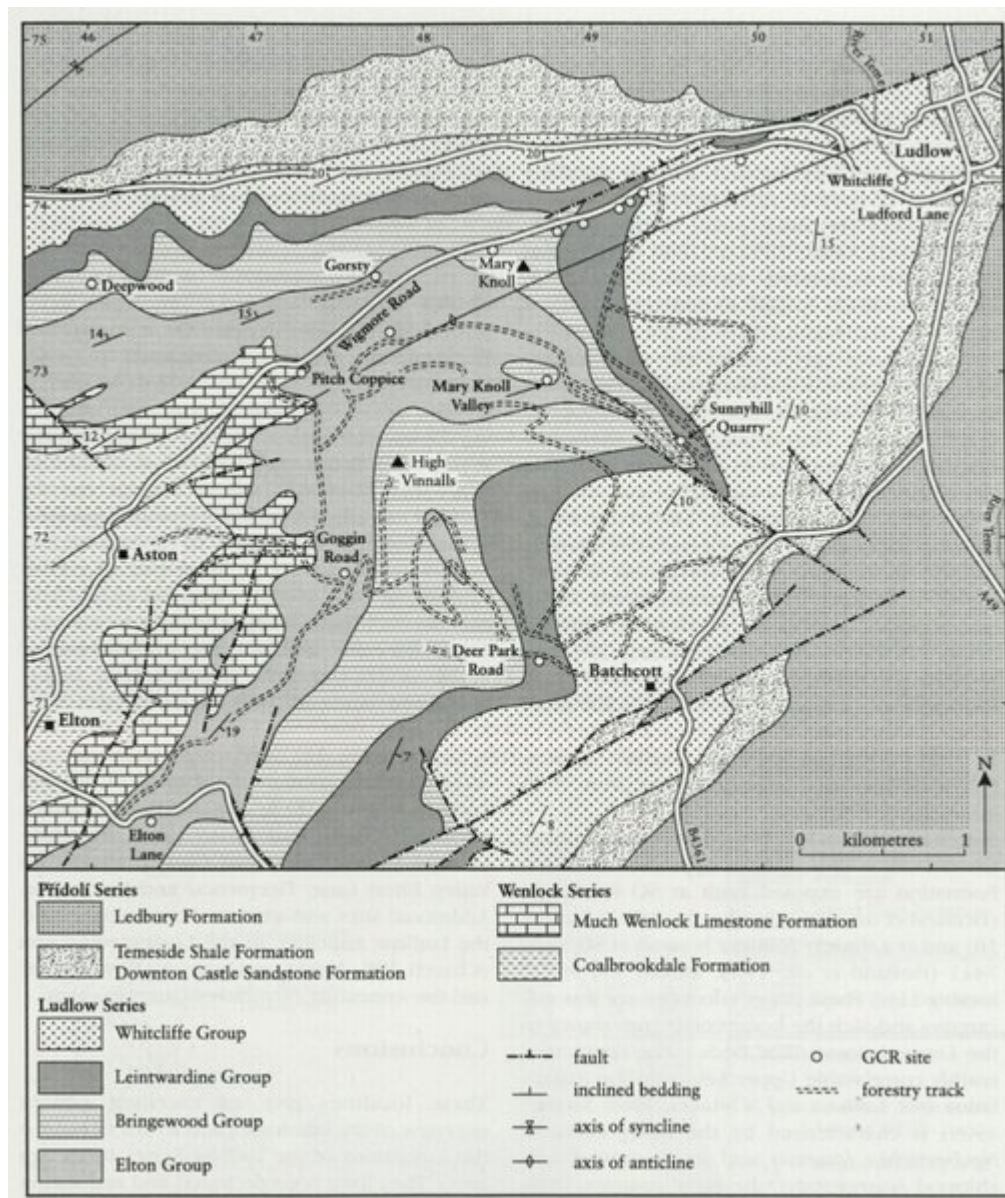 46 47 48 49 50 51
75
River Teme
Ludlow
20
20
Whitcliffe
74
Ludford Lane
15
Gorsty
Mary
Knoll
Deepwood
Wigmore Road
15
14
73
Pitch Coppice
Mary Knoll
Valley
Sunnyhill
Quarry
10
12
High
Vinnalls
10
River Teme
72
Aston
Goggin
Road
A49
Deer Park
Road
Batchcott
71
Elton
19
7
N
8
0 kilometres 1
Elton
Lane
B4361
Přídolí Series
Ledbury Formation
Temeside Shale Formation
Downton Castle Sandstone Formation
Ludlow Series
Whitcliffe Group
Leintwardine Group
Bringewood Group
Elton Group
Wenlock Series
Much Wenlock Limestone Formation
Coalbrookdale Formation
fault
inclined bedding
axis of syncline
axis of anticline
GCR site
forestry track